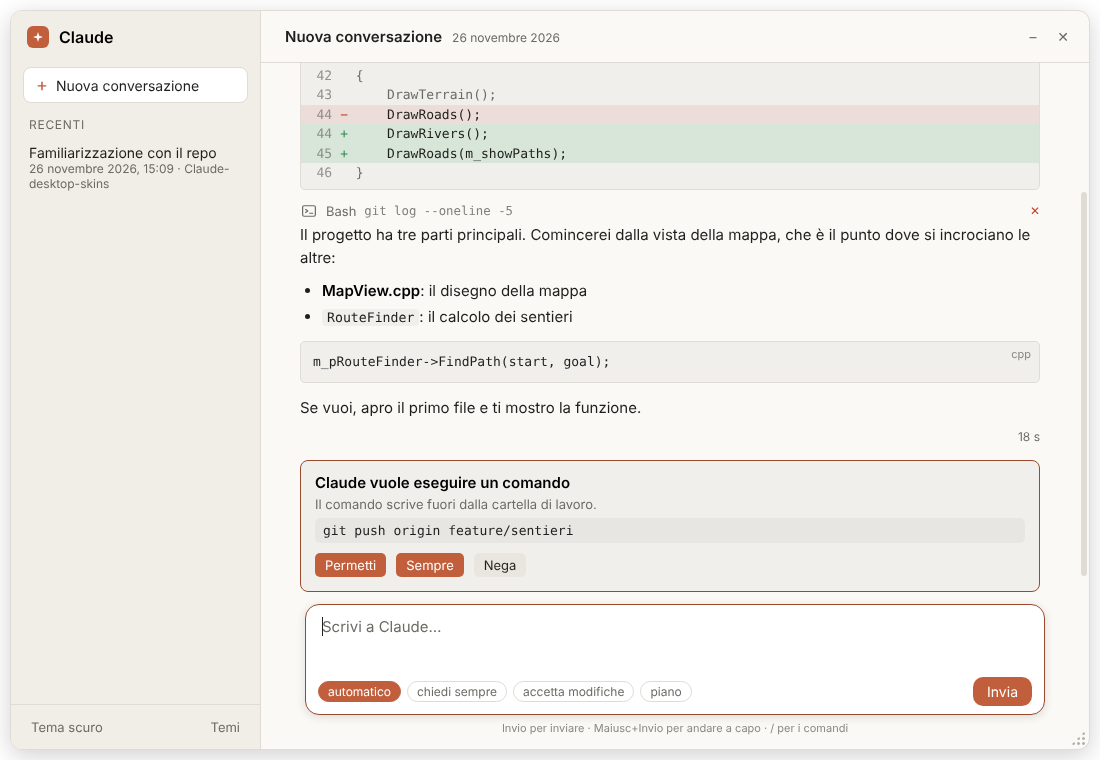 Claude
+ Nuova conversazione
RECENTI
Familiarizzazione con il repo
26 novembre 2026, 15:09 · Claude-
desktop-skins
Tema scuro
Temi
Nuova conversazione 26 novembre 2026
42 {
43     DrawTerrain();
44 −     DrawRoads();
44 +     DrawRivers();
45 +     DrawRoads(m_showPaths);
46 }
Bash git log --oneline -5
Il progetto ha tre parti principali. Comincerei dalla vista della mappa, che è il punto dove si incrociano le
altre:
• MapView.cpp: il disegno della mappa
• RouteFinder: il calcolo dei sentieri
cpp
m_pRouteFinder->FindPath(start, goal);
Se vuoi, apro il primo file e ti mostro la funzione.
18 s
Claude vuole eseguire un comando
Il comando scrive fuori dalla cartella di lavoro.
git push origin feature/sentieri
Permetti Sempre Nega
Scrivi a Claude…
automatico chiedi sempre accetta modifiche piano Invia
Invio per inviare · Maiusc+Invio per andare a capo · / per i comandi